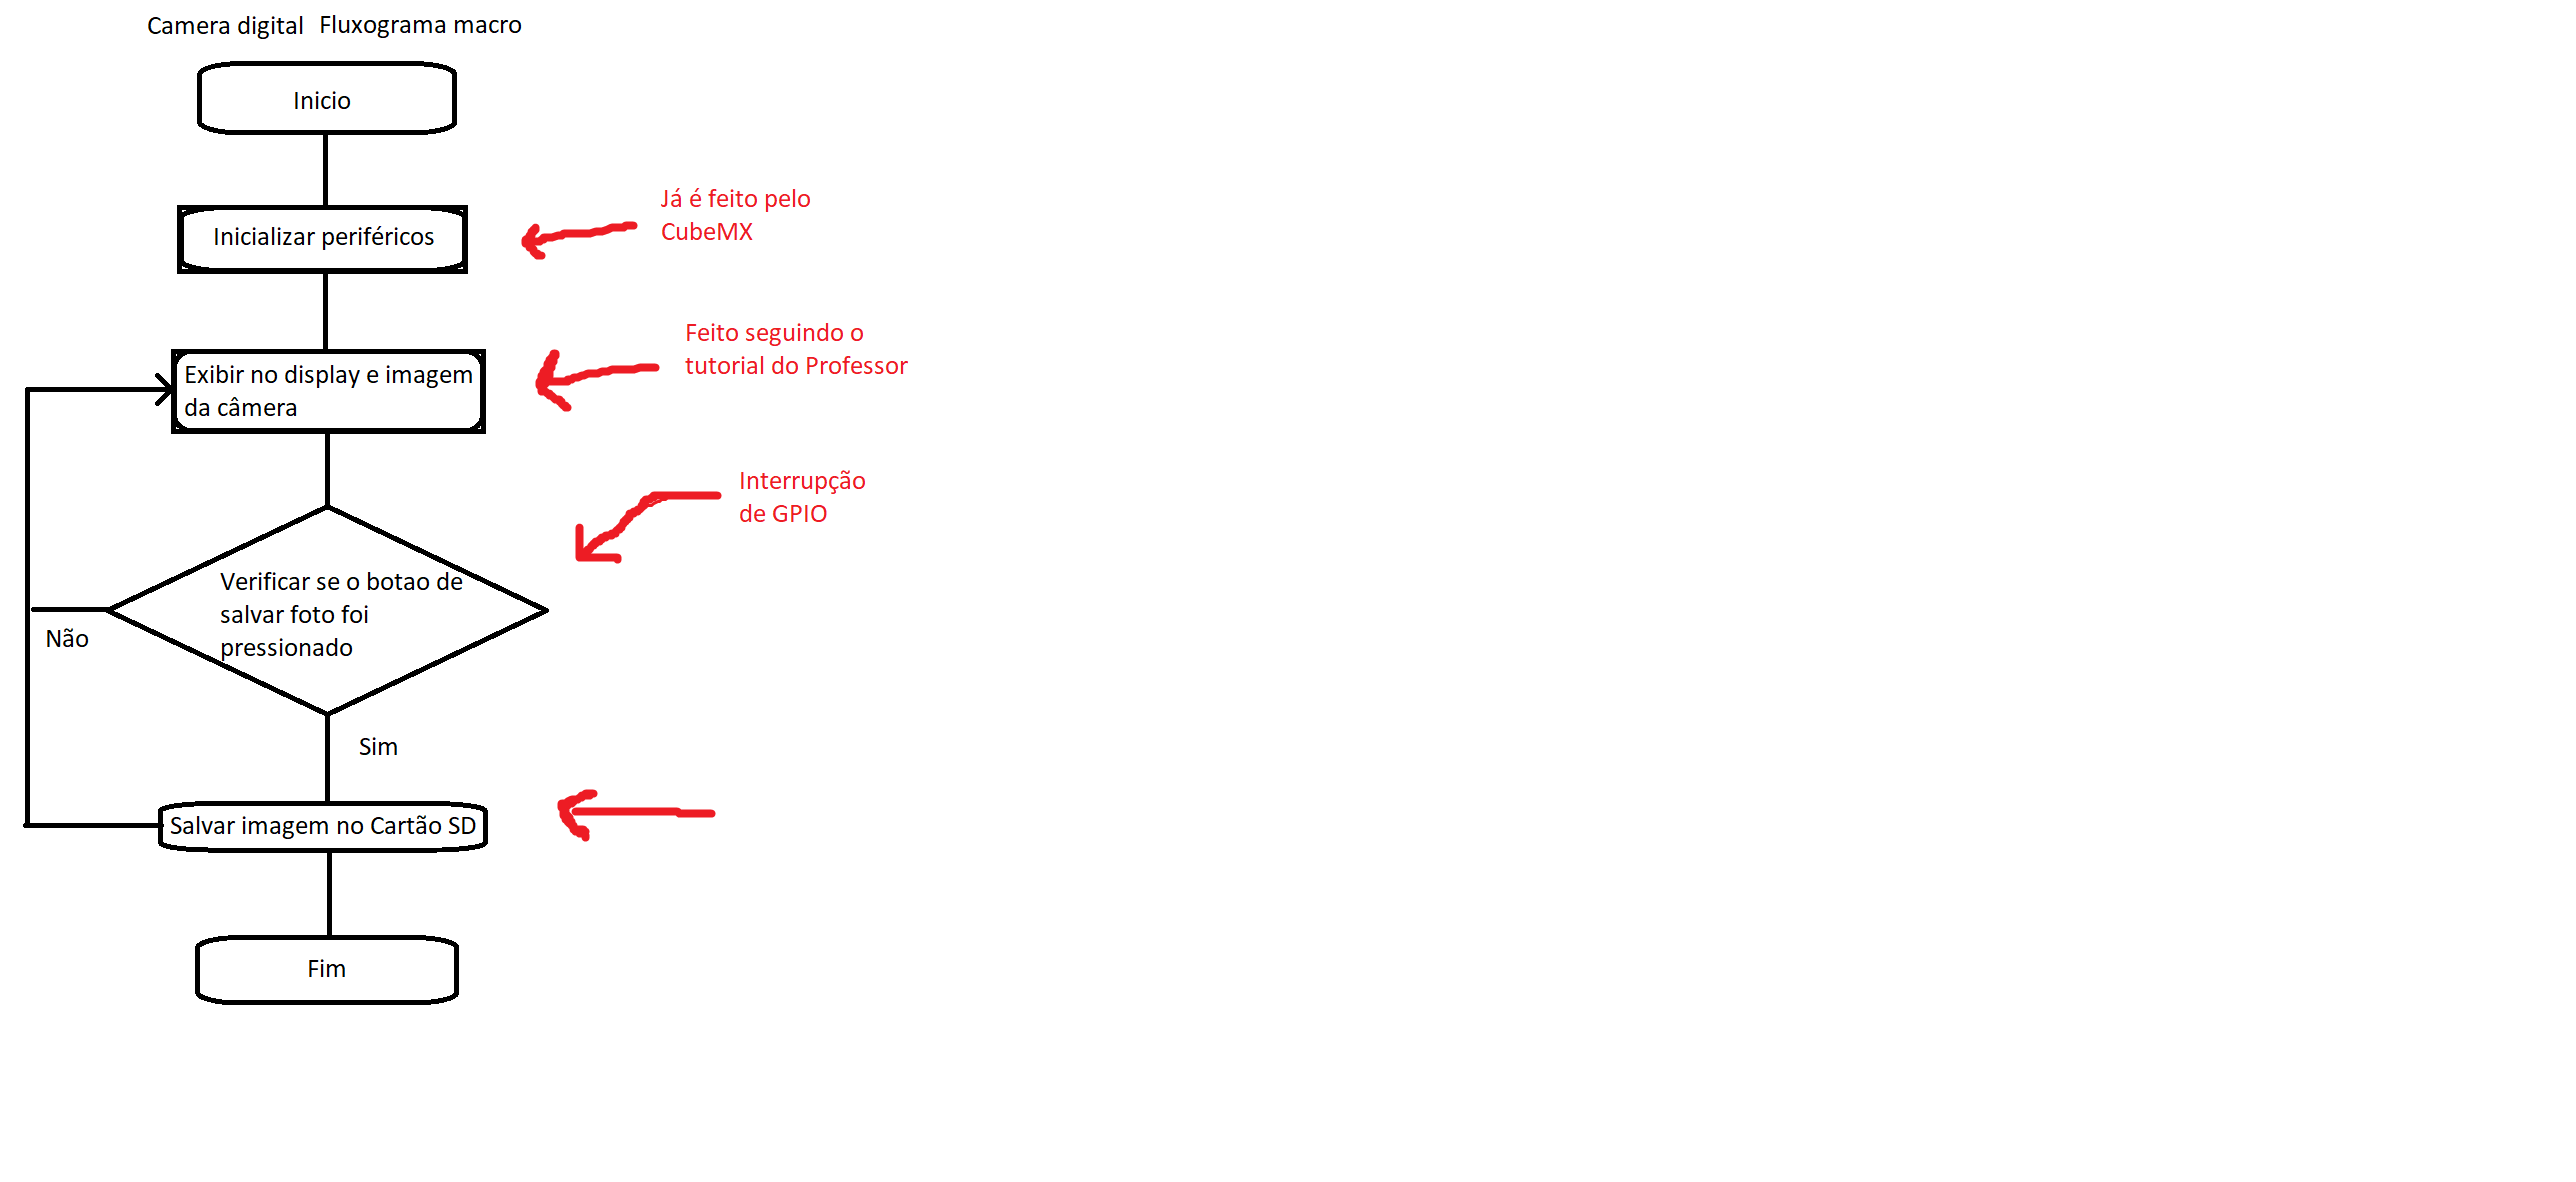 Camera digital Fluxograma macro
Inicio
Já é feito pelo
CubeMX
Inicializar periféricos
Feito seguindo o
tutorial do Professor
Exibir no display e imagem
da câmera
Interrupção
de GPIO
Verificar se o botao de
salvar foto foi
pressionado
Não
Sim
Salvar imagem no Cartão SD
Fim